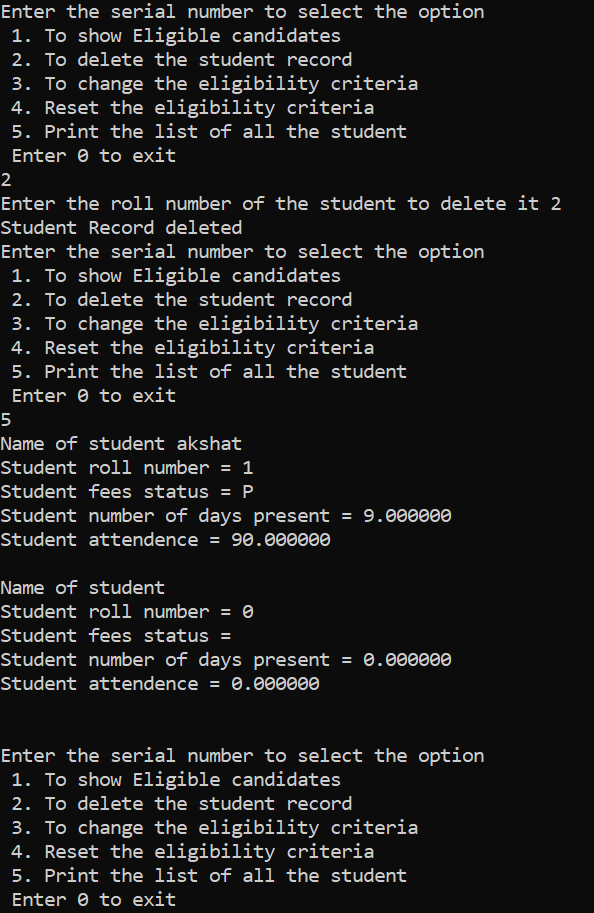 Enter the serial number to select the option
 1. To show Eligible candidates
 2. To delete the student record
 3. To change the eligibility criteria
 4. Reset the eligibility criteria
 5. Print the list of all the student
 Enter 0 to exit
2
Enter the roll number of the student to delete it 2
Student Record deleted
Enter the serial number to select the option
 1. To show Eligible candidates
 2. To delete the student record
 3. To change the eligibility criteria
 4. Reset the eligibility criteria
 5. Print the list of all the student
 Enter 0 to exit
5
Name of student akshat
Student roll number = 1
Student fees status = P
Student number of days present = 9.000000
Student attendence = 90.000000

Name of student
Student roll number = 0
Student fees status =
Student number of days present = 0.000000
Student attendence = 0.000000


Enter the serial number to select the option
 1. To show Eligible candidates
 2. To delete the student record
 3. To change the eligibility criteria
 4. Reset the eligibility criteria
 5. Print the list of all the student
 Enter 0 to exit